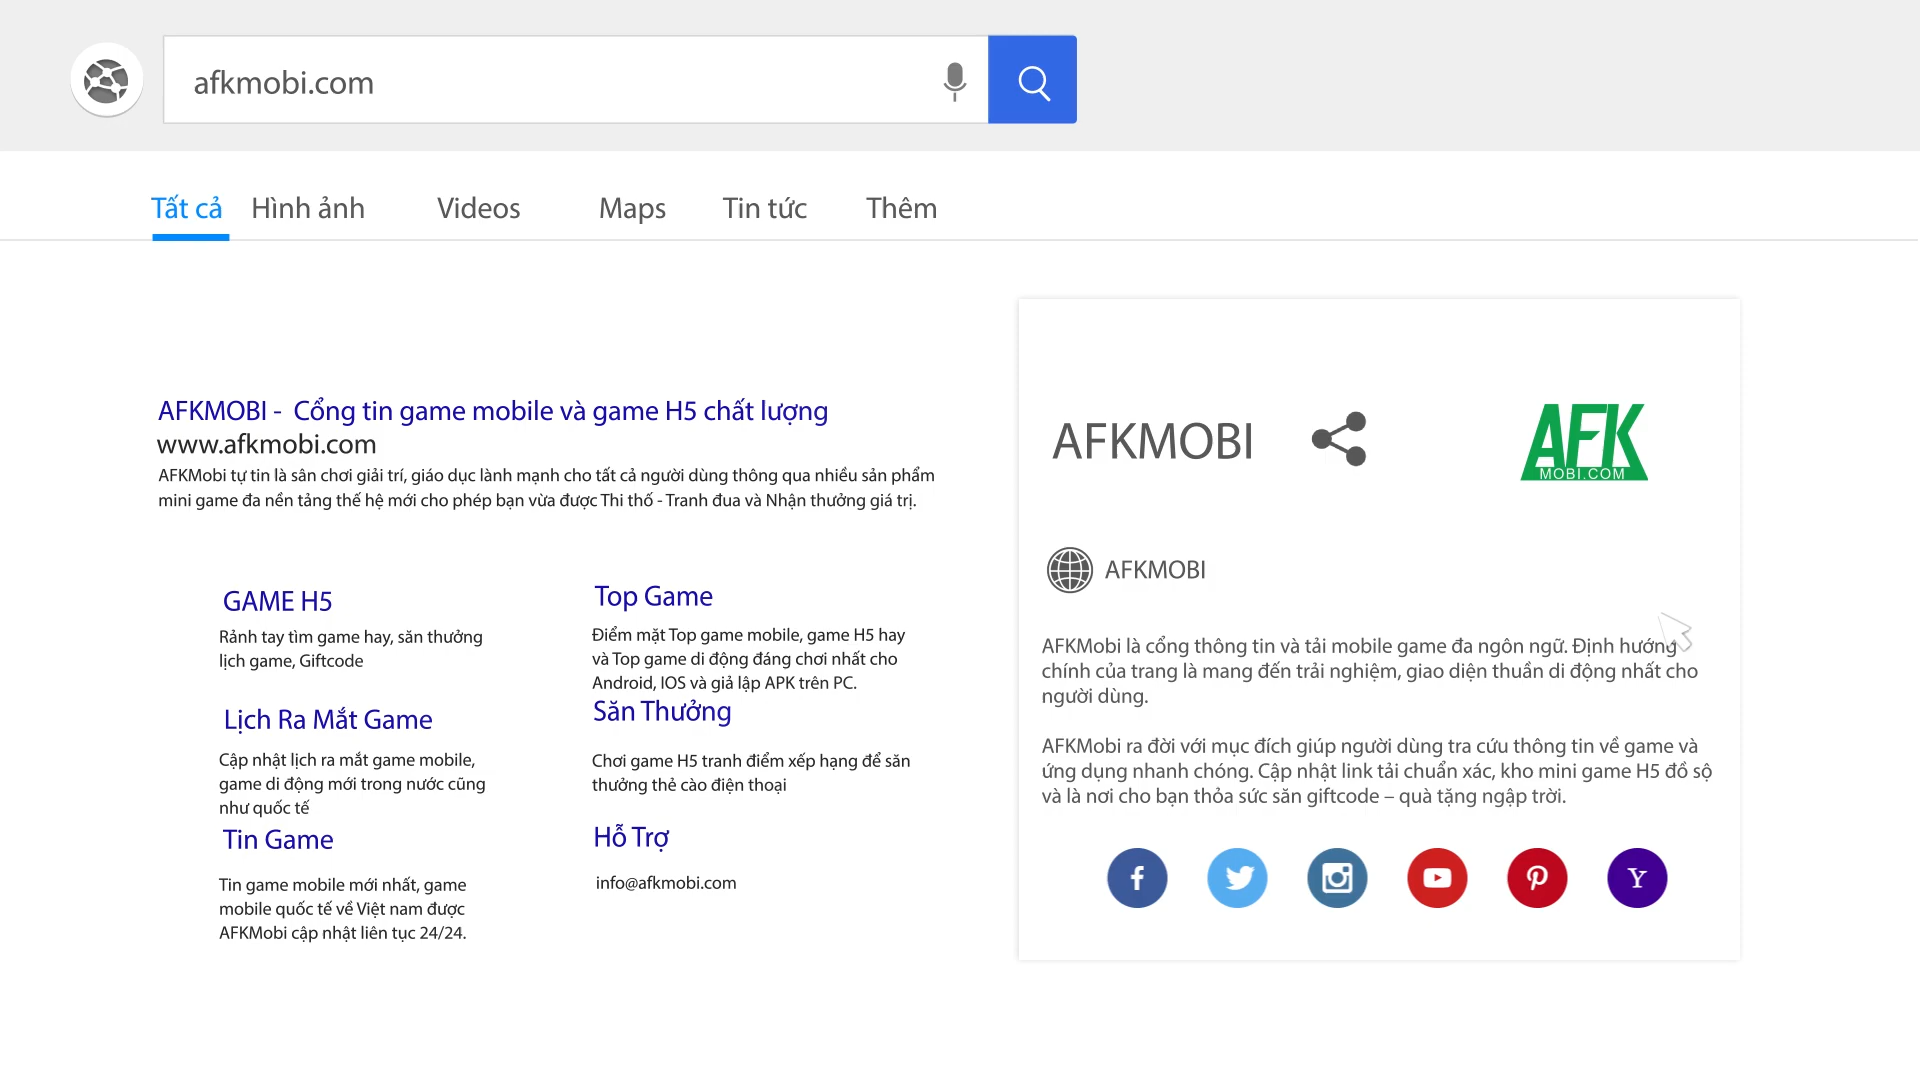 afkmobi.com
Tất cả Hình ảnh Videos Maps Tin tức Thêm
AFKMOBI - Cổng tin game mobile và game H5 chất lượng
www.afkmobi.com
AFKMobi tự tin là sân chơi giải trí, giáo dục lành mạnh cho tất cả người dùng thông qua nhiều sản phẩm
mini game đa nền tảng thế hệ mới cho phép bạn vừa được Thi thố - Tranh đua và Nhận thưởng giá trị.
GAME H5
Rảnh tay tìm game hay, săn thưởng
lịch game, Giftcode
Lịch Ra Mắt Game
Cập nhật lịch ra mắt game mobile,
game di động mới trong nước cũng
như quốc tế
Tin Game
Tin game mobile mới nhất, game
mobile quốc tế về Việt nam được
AFKMobi cập nhật liên tục 24/24.
Top Game
Điểm mặt Top game mobile, game H5 hay
và Top game di động đáng chơi nhất cho
Android, IOS và giả lập APK trên PC.
Săn Thưởng
Chơi game H5 tranh điểm xếp hạng để săn
thưởng thẻ cào điện thoại
Hỗ Trợ
info@afkmobi.com
AFKMOBI
AFK
MOBI.COM
AFKMOBI
AFKMobi là cổng thông tin và tải mobile game đa ngôn ngữ. Định hướng
chính của trang là mang đến trải nghiệm, giao diện thuần di động nhất cho
người dùng.
AFKMobi ra đời với mục đích giúp người dùng tra cứu thông tin về game và
ứng dụng nhanh chóng. Cập nhật link tải chuẩn xác, kho mini game H5 đồ sộ
và là nơi cho bạn thỏa sức săn giftcode – quà tặng ngập trời.